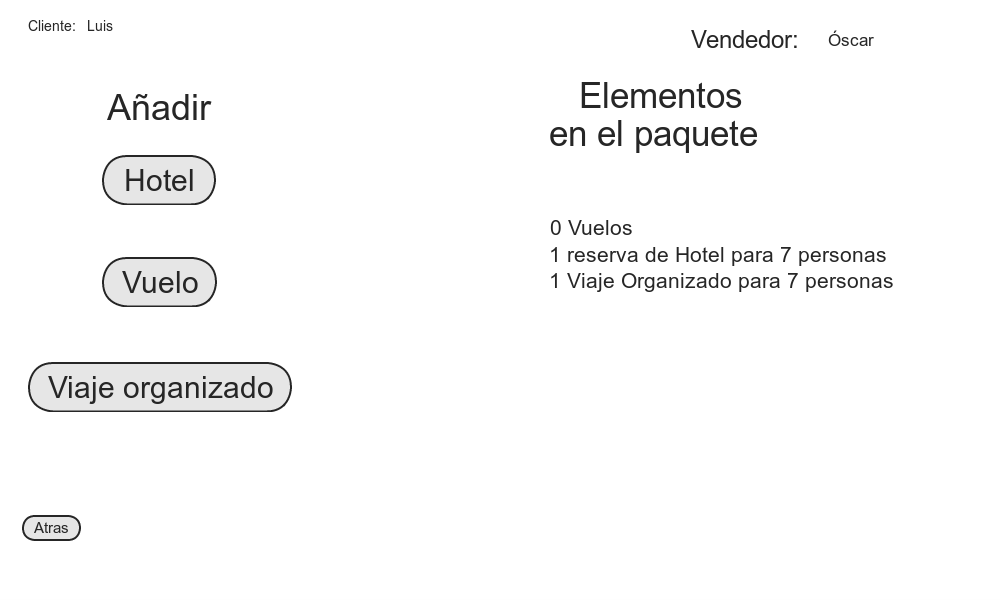 Cliente: Luis
Vendedor: Óscar
Añadir
Hotel
Vuelo
Viaje organizado
Atras
Elementos
en el paquete
0 Vuelos
1 reserva de Hotel para 7 personas
1 Viaje Organizado para 7 personas